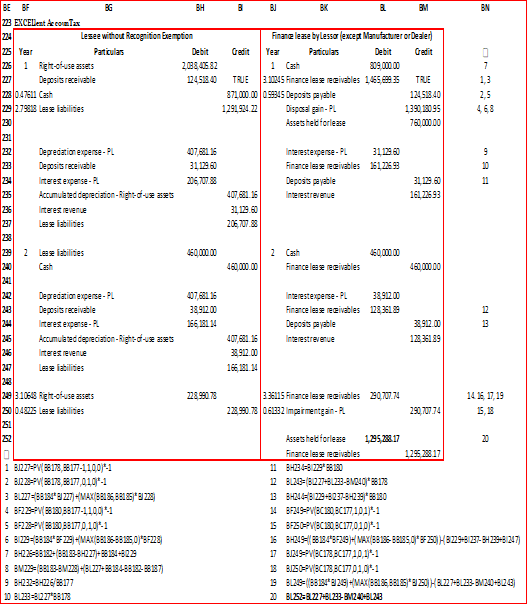 BE BF BG BH BI BJ BK BL BM BN
223 EXCELlent AccounTax
224 Lessee without Recognition Exemption Finance lease by Lessor (except Manufacturer or Dealer)
225 Year Particulars Debit Credit Year Particulars Debit Credit
226 1 Right-of-use assets 2,038,405.82 1 Cash 809,000.00 7
227 Deposits receivable 124,518.40 TRUE 3.10245 Finance lease receivables 1,465,699.35 TRUE 1, 3
228 0.47611 Cash 871,000.00 0.59345 Deposits payable 124,518.40 2, 5
229 2.79818 Lease liabilities 1,291,924.22 Disposal gain - PL 1,390,180.95 4, 6, 8
230 Assets held for lease 760,000.00
231
232 Depreciation expense - PL 407,681.16 Interest expense - PL 31,129.60 9
233 Deposits receivable 31,129.60 Finance lease receivables 161,226.93 10
234 Interest expense - PL 206,707.88 Deposits payable 31,129.60 11
235 Accumulated depreciation - Right-of-use assets 407,681.16 Interest revenue 161,226.93
236 Interest revenue 31,129.60
237 Lease liabilities 206,707.88
238
239 2 Lease liabilities 460,000.00 2 Cash 460,000.00
240 Cash 460,000.00 Finance lease receivables 460,000.00
241
242 Depreciation expense - PL 407,681.16 Interest expense - PL 38,912.00
243 Deposits receivable 38,912.00 Finance lease receivables 128,361.89 12
244 Interest expense - PL 166,181.14 Deposits payable 38,912.00 13
245 Accumulated depreciation - Right-of-use assets 407,681.16 Interest revenue 128,361.89
246 Interest revenue 38,912.00
247 Lease liabilities 166,181.14
248
249 3.10648 Right-of-use assets 228,990.78 3.36115 Finance lease receivables 290,707.74 14. 16, 17, 19
250 0.48225 Lease liabilities 228,990.78 0.61332 Impairment gain - PL 290,707.74 15, 18
251
252 Assets held for lease 1,295,288.17 20
Finance lease receivables 1,295,288.17
1 BJ227=PV(BB178,BB177-1,1,0,0)*-1 11 BH234=BI229*BB180
2 BJ228=PV(BB178,BB177,0,1,0)*-1 12 BL243=(BL227+BL233-BM240)*BB178
3 BL227=(BB184*BJ227)+(MAX(BB186,BB185)*BJ228) 13 BH244=(BI229+BI237-BH239)*BB180
4 BF229=PV(BB180,BB177-1,1,0,0)*-1 14 BF249=PV(BC180,BC177,1,0,1)*-1
5 BF228=PV(BB180,BB177,0,1,0)*-1 15 BF250=PV(BC180,BC177,0,1,0)*-1
6 BI229=(BB184*BF229)+(MAX(BB186-BB185,0)*BF228) 16 BH249=((BB184*BF249)+(MAX(BB186-BB185,0)*BF250))-(BI229+BI237-BH239+BI247)
7 BH226=BB182+(BB183-BH227)+BB184+BI229 17 BJ249=PV(BC178,BC177,1,0,1)*-1
8 BM229=(BB183-BM228)+(BL227+BB184-BB182-BB187) 18 BJ250=PV(BC178,BC177,0,1,0)*-1
9 BH232=BH226/BB177 19 BL249=((BB184*BJ249)+(MAX(BB186,BB185)*BJ250))-(BL227+BL233-BM240+BL243)
10 BL233=BL227*BB178 20 BL252=BL227+BL233-BM240+BL243